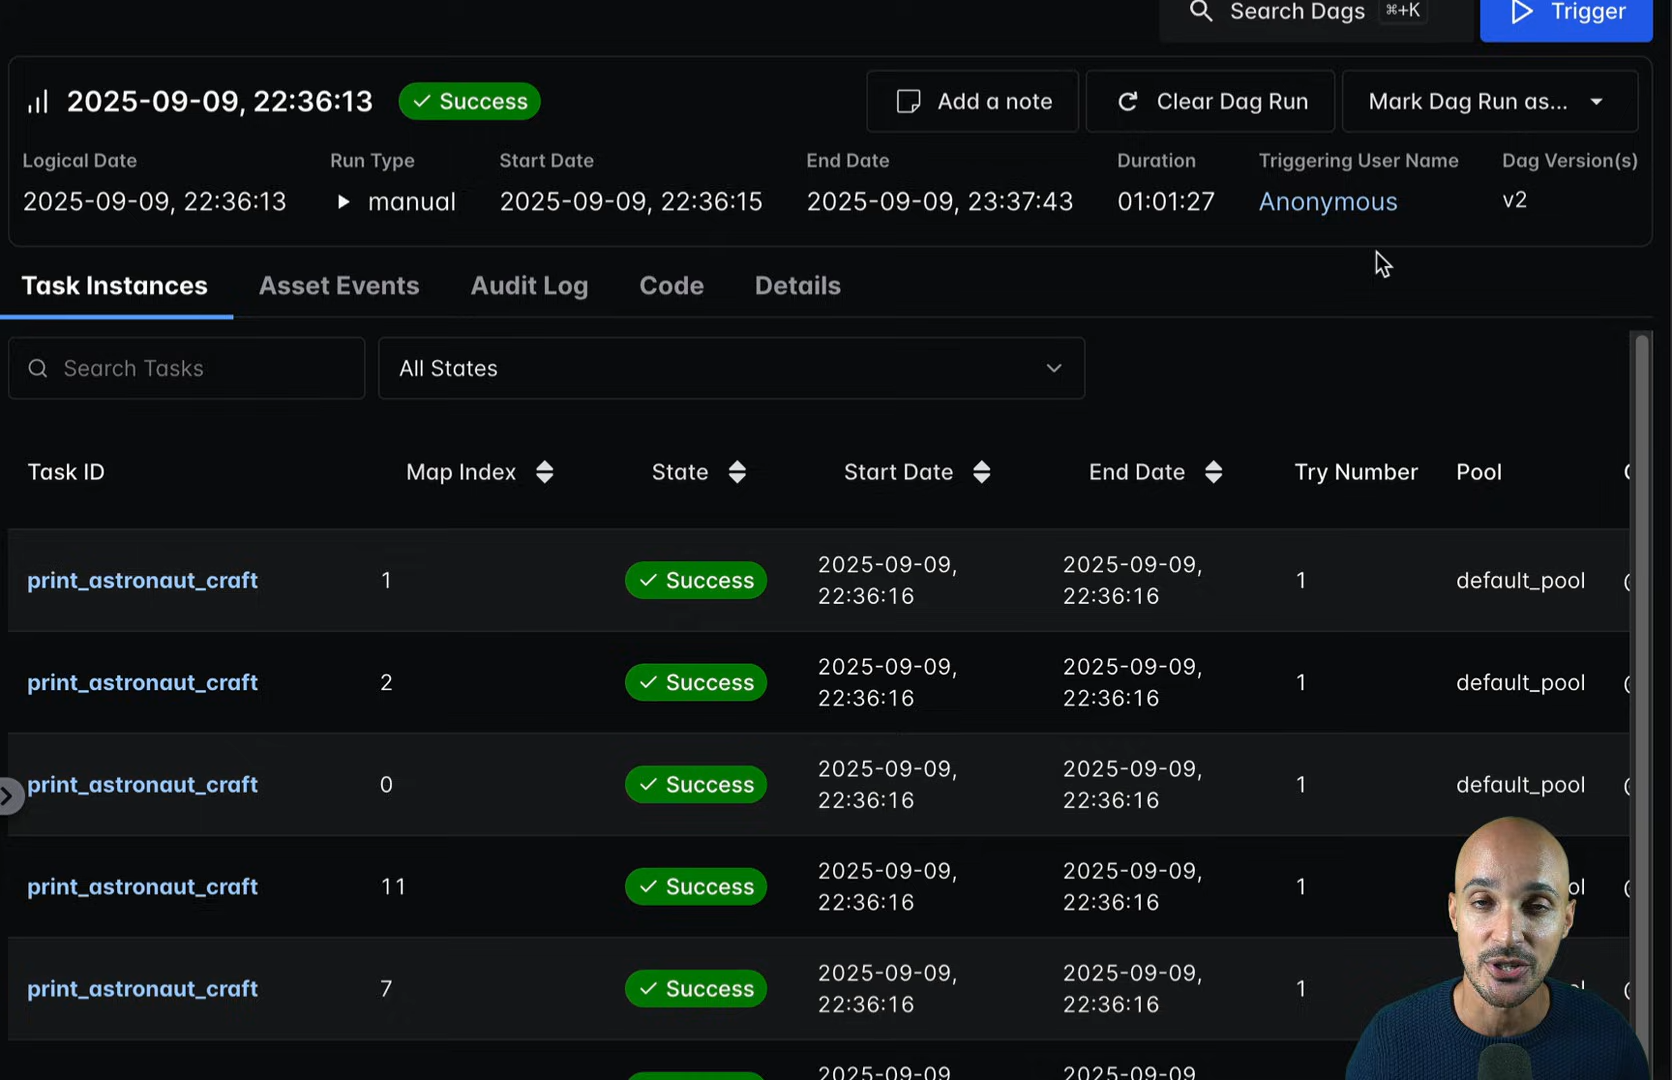 Search Dags ⌘+K Trigger
2025-09-09, 22:36:13 Success Add a note Clear Dag Run Mark Dag Run as...
Logical Date Run Type Start Date End Date Duration Triggering User Name Dag Version(s)
2025-09-09, 22:36:13 manual 2025-09-09, 22:36:15 2025-09-09, 23:37:43 01:01:27 Anonymous v2
Task Instances Asset Events Audit Log Code Details
Search Tasks All States
Task ID Map Index State Start Date End Date Try Number Pool
print_astronaut_craft 1 Success 2025-09-09, 22:36:16 2025-09-09, 22:36:16 1 default_pool
print_astronaut_craft 2 Success 2025-09-09, 22:36:16 2025-09-09, 22:36:16 1 default_pool
print_astronaut_craft 0 Success 2025-09-09, 22:36:16 2025-09-09, 22:36:16 1 default_pool
print_astronaut_craft 11 Success 2025-09-09, 22:36:16 2025-09-09, 22:36:16 1
print_astronaut_craft 7 Success 2025-09-09, 22:36:16 2025-09-09, 22:36:16 1
2025-09-09, 2025-09-09,